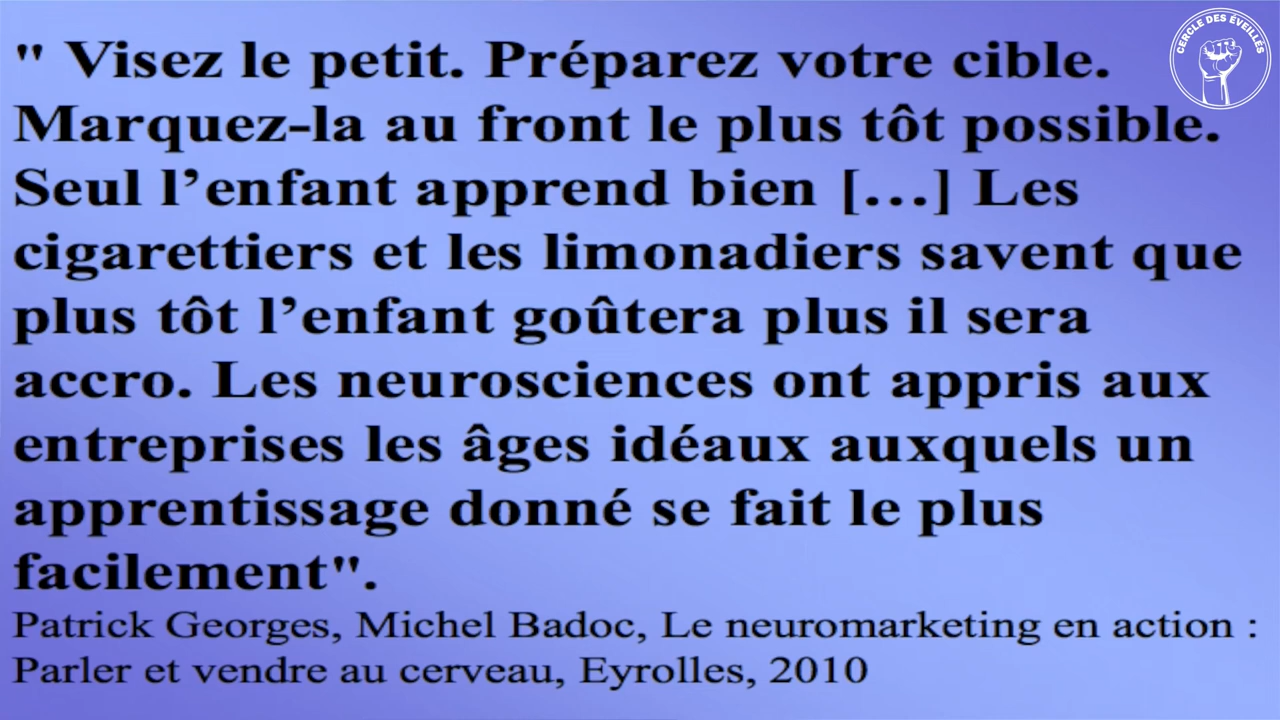 CERCLE DES ÉVEILLÉS
" Visez le petit. Préparez votre cible.
Marquez-la au front le plus tôt possible.
Seul l’enfant apprend bien […] Les
cigarettiers et les limonadiers savent que
plus tôt l’enfant goûtera plus il sera
accro. Les neurosciences ont appris aux
entreprises les âges idéaux auxquels un
apprentissage donné se fait le plus
facilement".
Patrick Georges, Michel Badoc, Le neuromarketing en action :
Parler et vendre au cerveau, Eyrolles, 2010